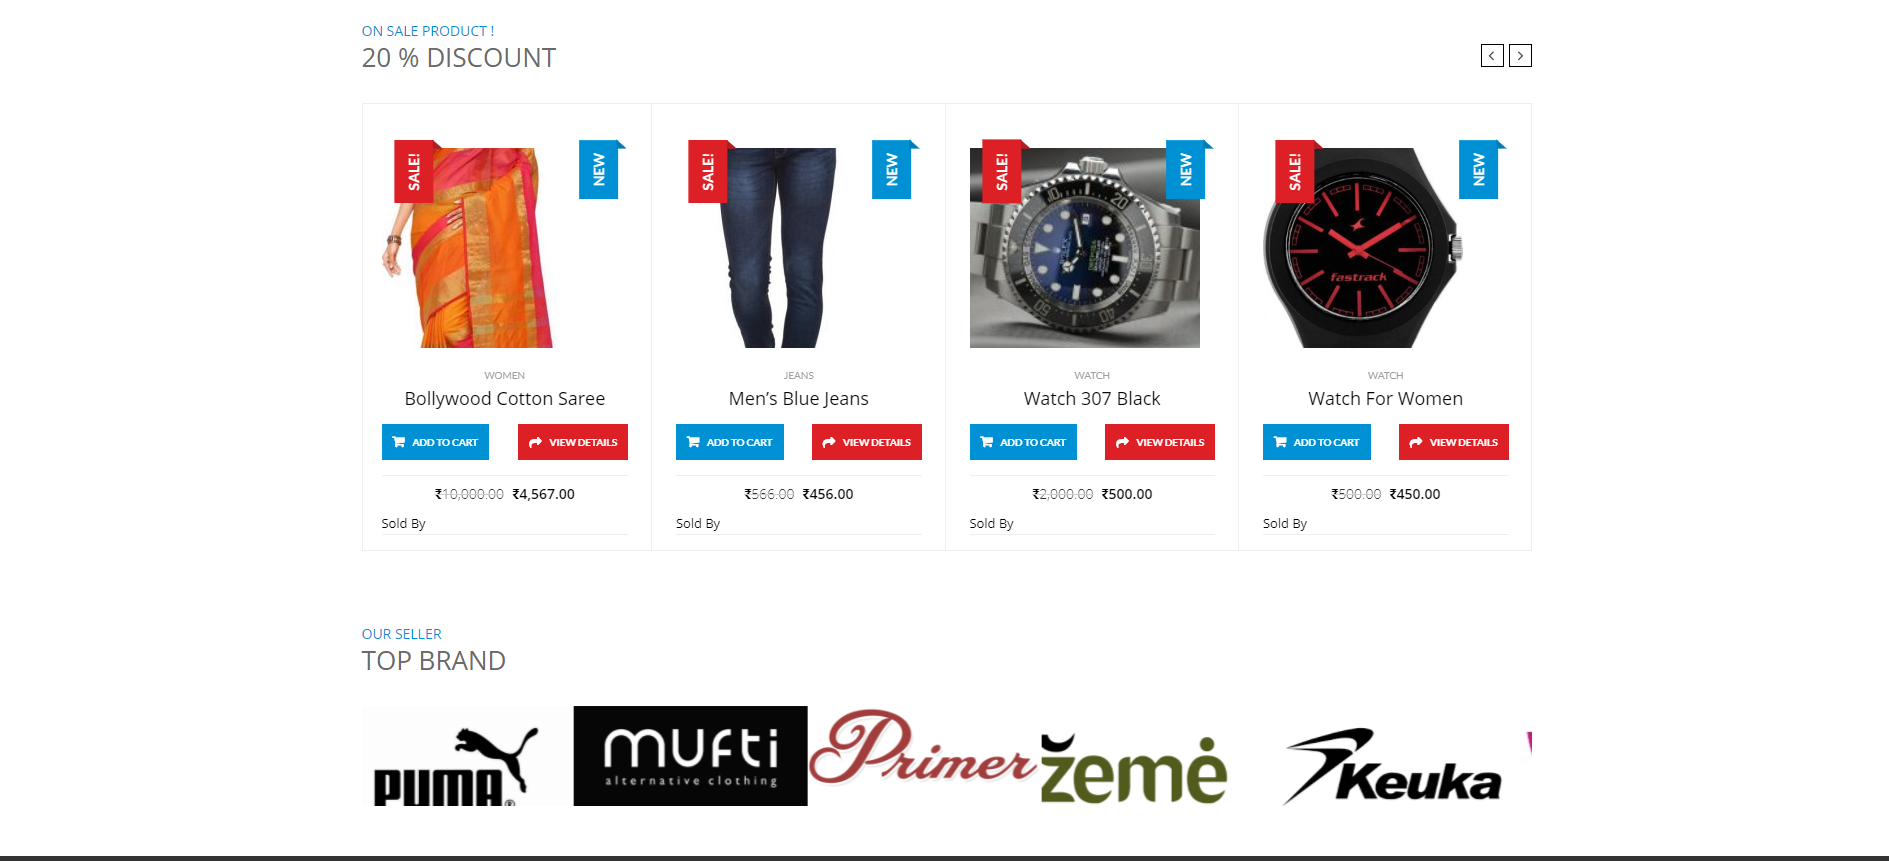 ON SALE PRODUCT !
20 % DISCOUNT
SALE!
NEW
SALE!
NEW
SALE!
NEW
SALE!
NEW
20
50
40
fastrack
WOMEN
Bollywood Cotton Saree
ADD TO CART
VIEW DETAILS
₹10,000.00 ₹4,567.00
Sold By
JEANS
Men’s Blue Jeans
ADD TO CART
VIEW DETAILS
₹566.00 ₹456.00
Sold By
WATCH
Watch 307 Black
ADD TO CART
VIEW DETAILS
₹2,000.00 ₹500.00
Sold By
WATCH
Watch For Women
ADD TO CART
VIEW DETAILS
₹500.00 ₹450.00
Sold By
OUR SELLER
TOP BRAND
PUMA®
mufti
alternative clothing
Primer
žemė
Keuka